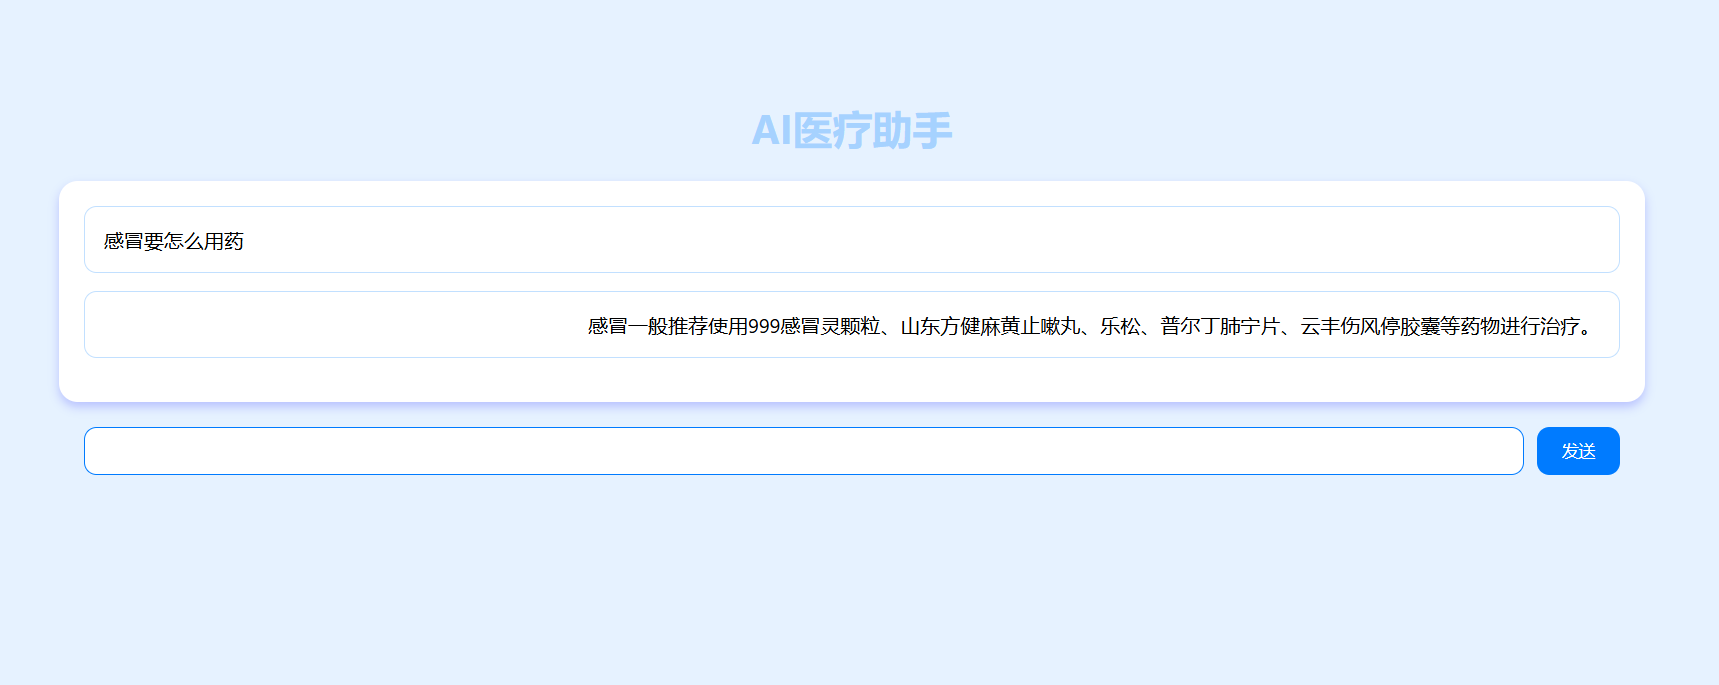 AI医疗助手
感冒要怎么用药
感冒一般推荐使用999感冒灵颗粒、山东方健麻黄止嗽丸、乐松、普尔丁肺宁片、云丰伤风停胶囊等药物进行治疗。
发送